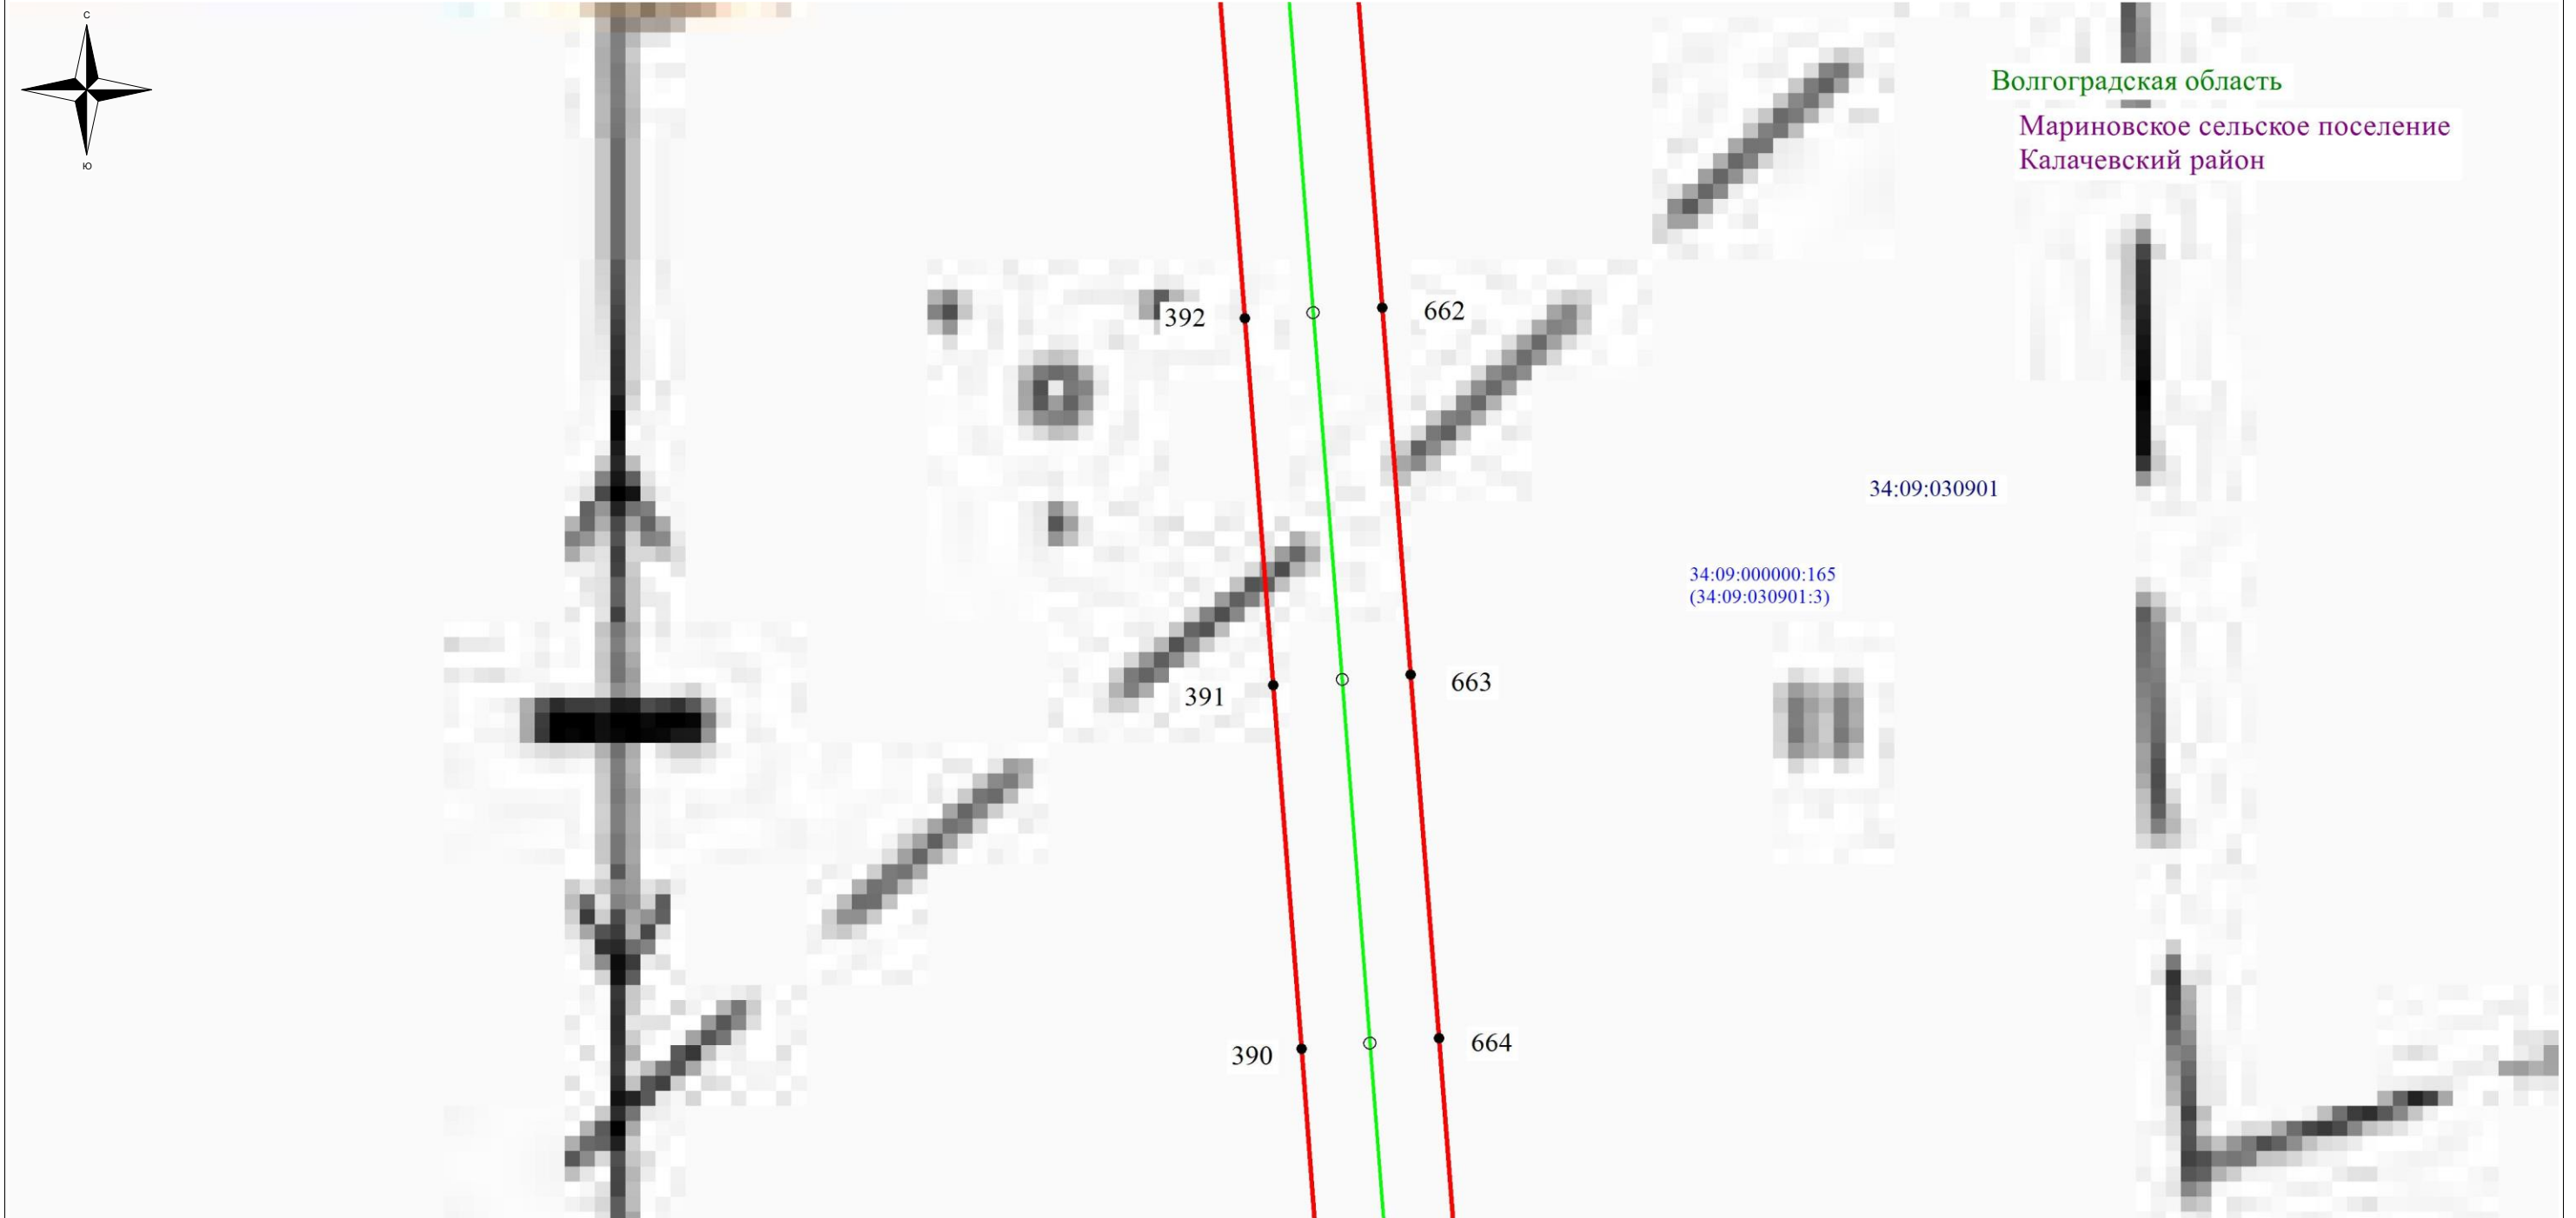 С
Ю
Волгоградская область
Мариновское сельское поселение
Калачевский район
392
662
34:09:030901
34:09:000000:165
(34:09:030901:3)
391
663
390
664